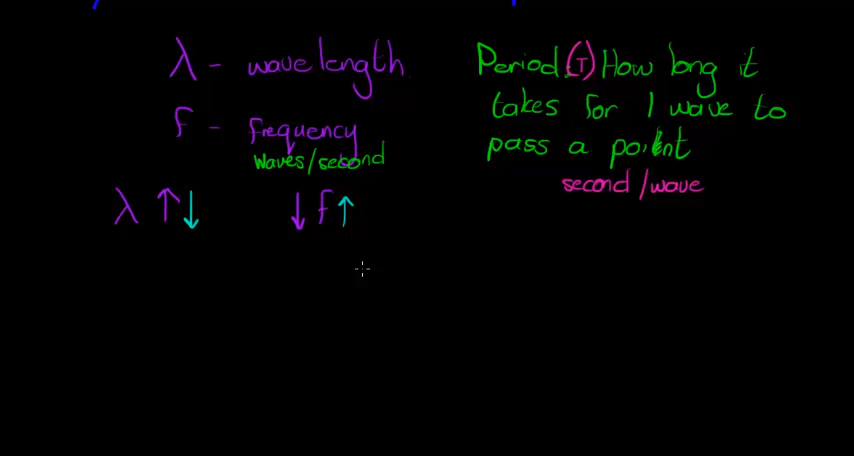 λ - wavelength
f - frequency
waves/second
λ ↑↓ ↓ f ↑
Period (T) How long it
takes for 1 wave to
pass a point
second/wave